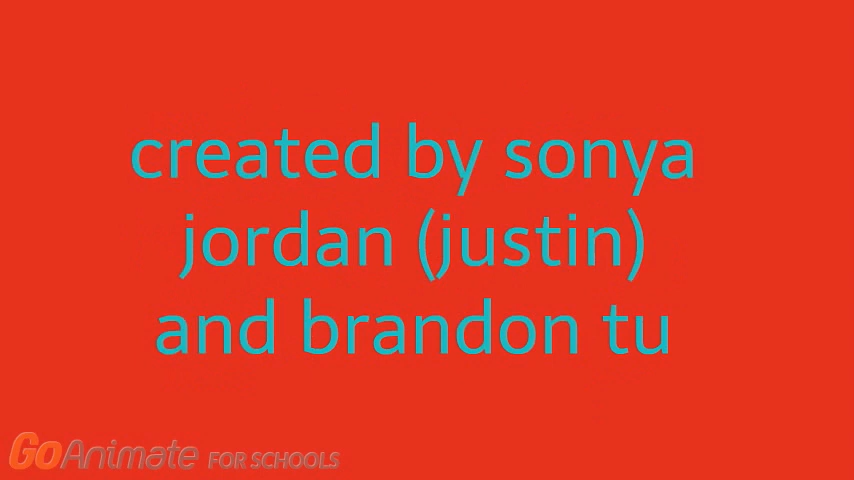 created by sonya
jordan (justin)
and brandon tu
GoAnimate FOR SCHOOLS